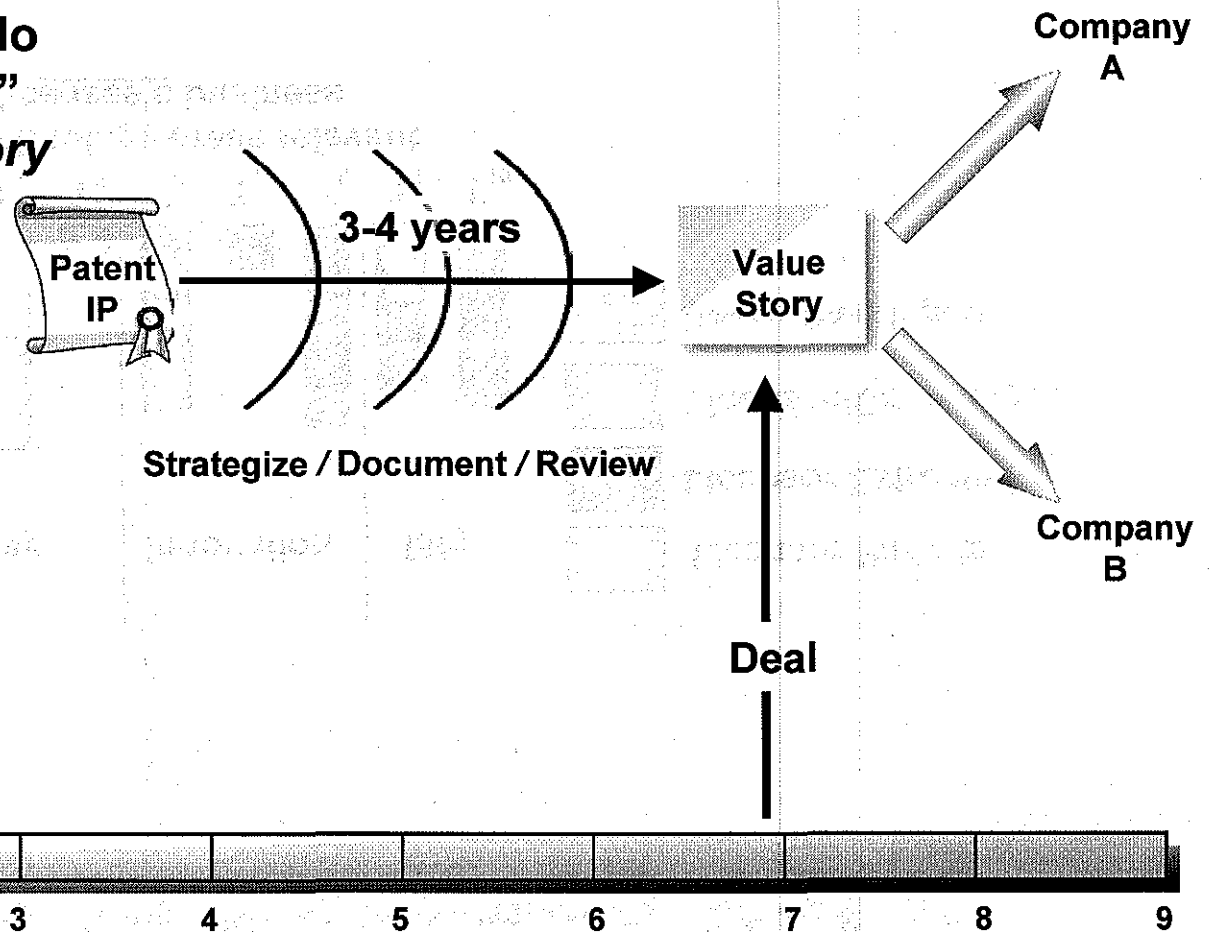 lo
”
ory
Company
A
3-4 years
Patent
IP
Value
Story
Strategize / Document / Review
Company
B
Deal
3 4 5 6 7 8 9